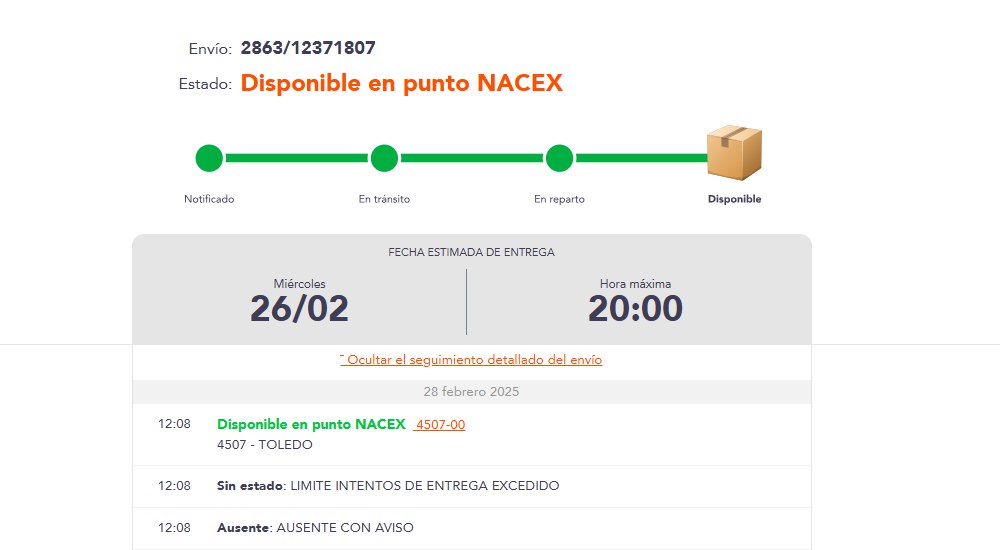 Envío: 2863/12371807
Estado: Disponible en punto NACEX
Notificado En tránsito En reparto Disponible
FECHA ESTIMADA DE ENTREGA
Miércoles Hora máxima
26/02 20:00
ˉ Ocultar el seguimiento detallado del envío
28 febrero 2025
12:08 Disponible en punto NACEX 4507-00
4507 - TOLEDO
12:08 Sin estado: LIMITE INTENTOS DE ENTREGA EXCEDIDO
12:08 Ausente: AUSENTE CON AVISO